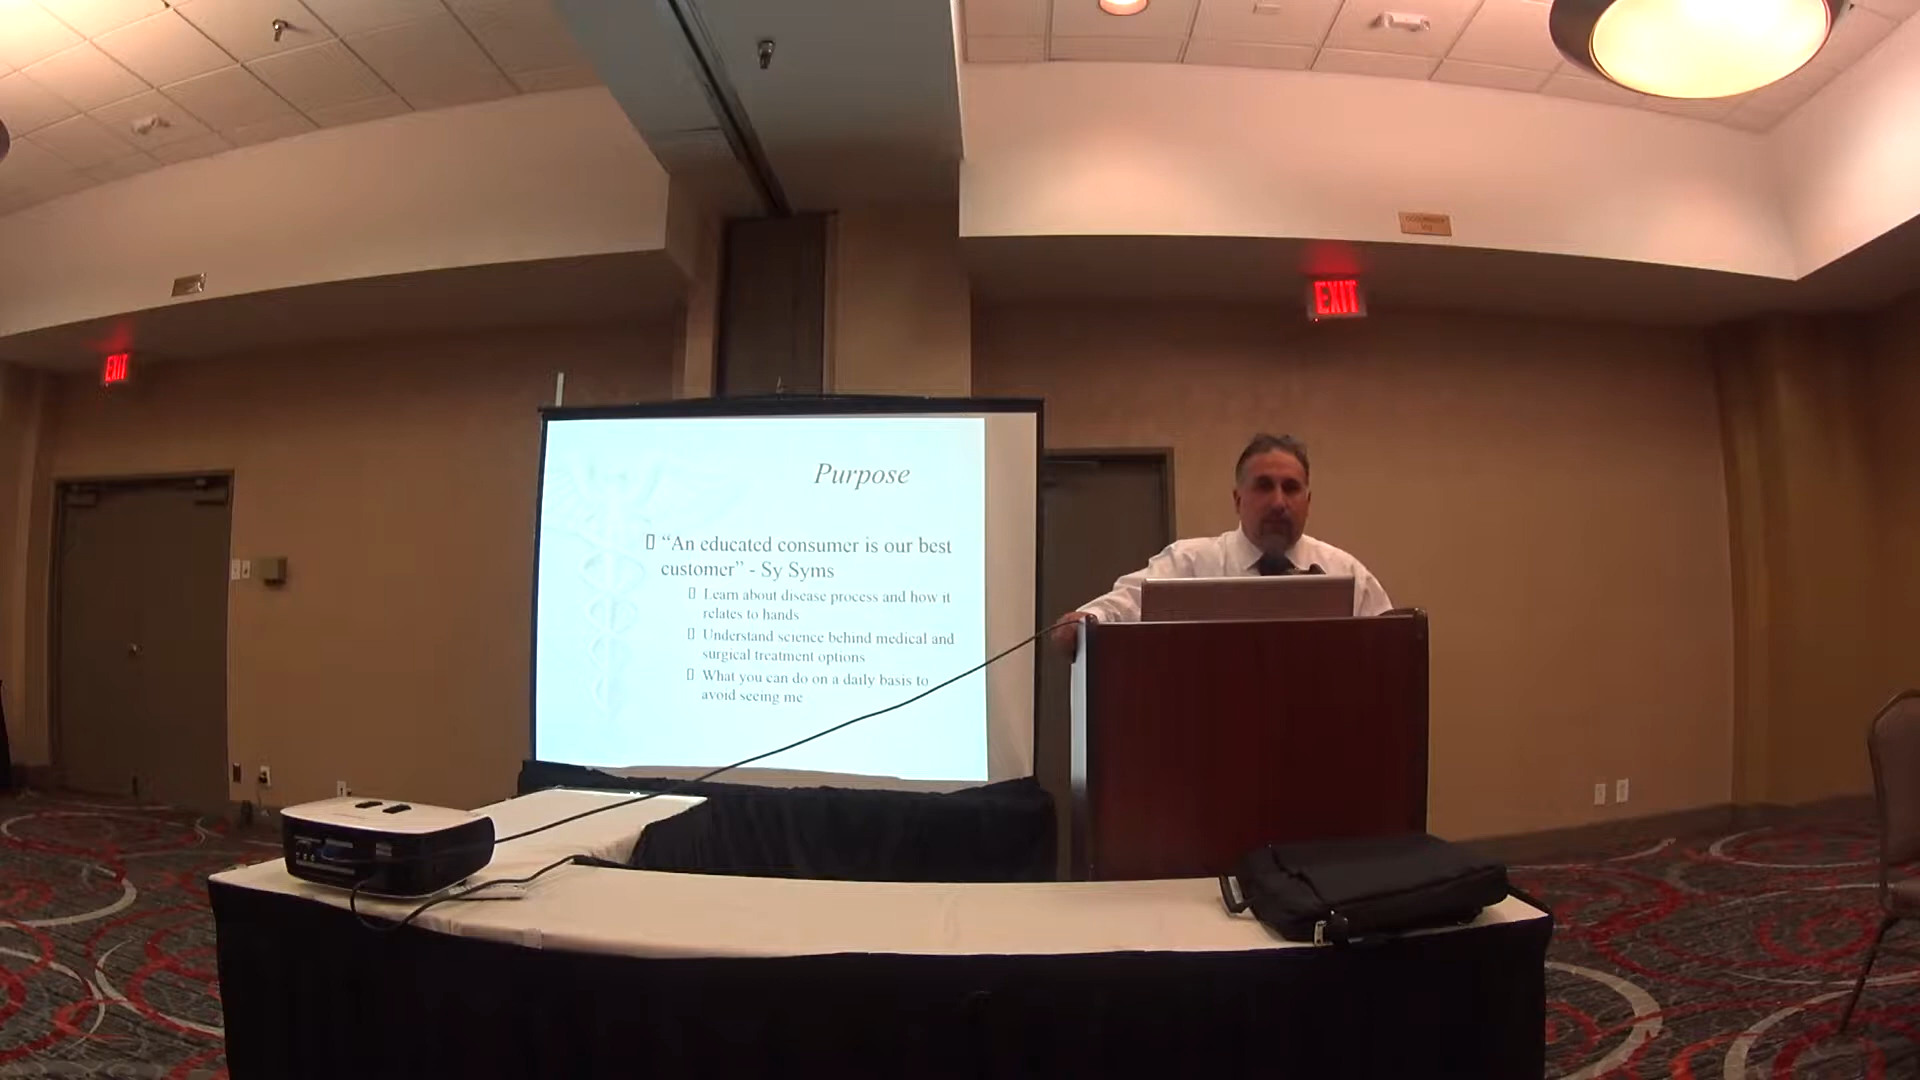 EXIT
EXIT
Purpose
“An educated consumer is our best
customer” - Sy Syms
Learn about disease process and how it
relates to hands
Understand science behind medical and
surgical treatment options
What you can do on a daily basis to
avoid seeing me